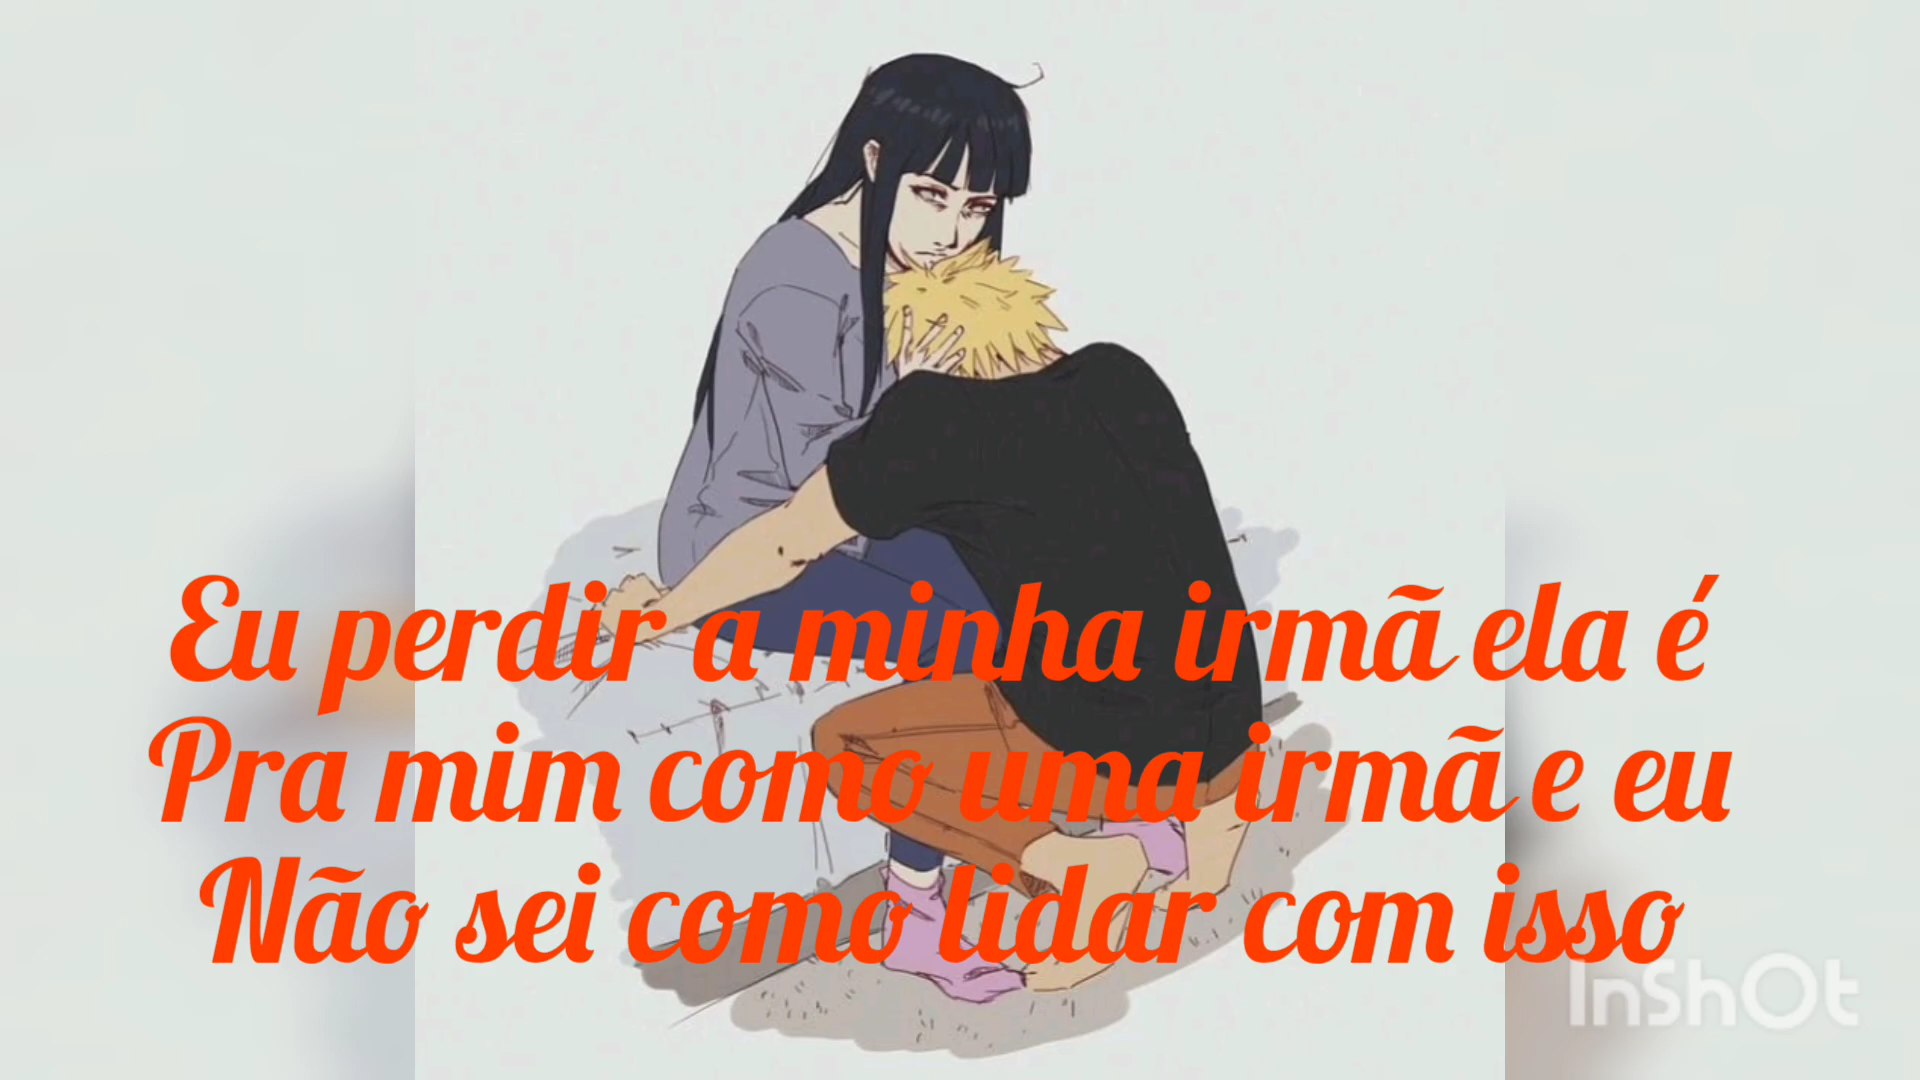 Eu perdir a minha irmã ela é
Pra mim como uma irmã e eu
Não sei como lidar com isso
InShOt